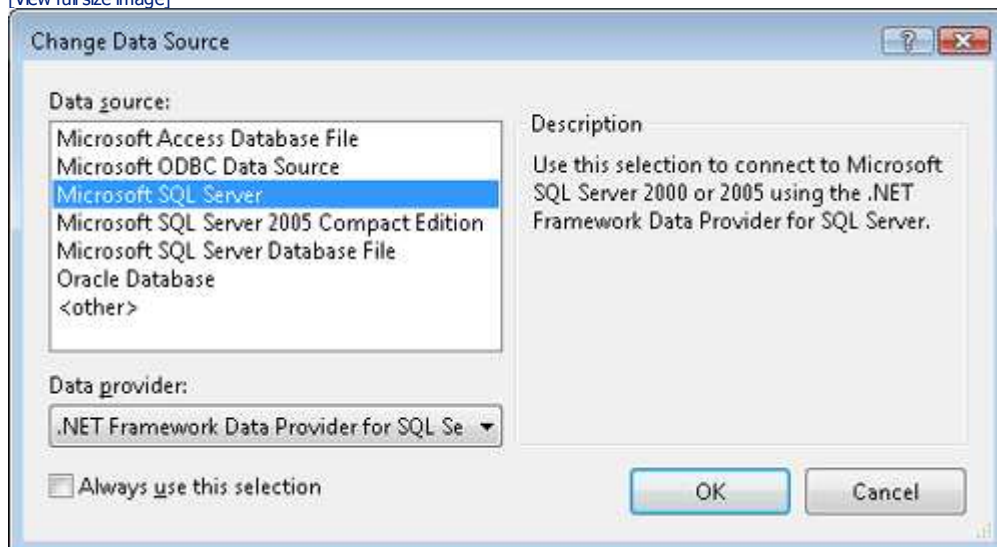 [View full size image]
Change Data Source
Data source:
Microsoft Access Database File
Microsoft ODBC Data Source
Microsoft SQL Server
Microsoft SQL Server 2005 Compact Edition
Microsoft SQL Server Database File
Oracle Database
<other>
Data provider:
.NET Framework Data Provider for SQL Se
Always use this selection
Description
Use this selection to connect to Microsoft
SQL Server 2000 or 2005 using the .NET
Framework Data Provider for SQL Server.
OK
Cancel